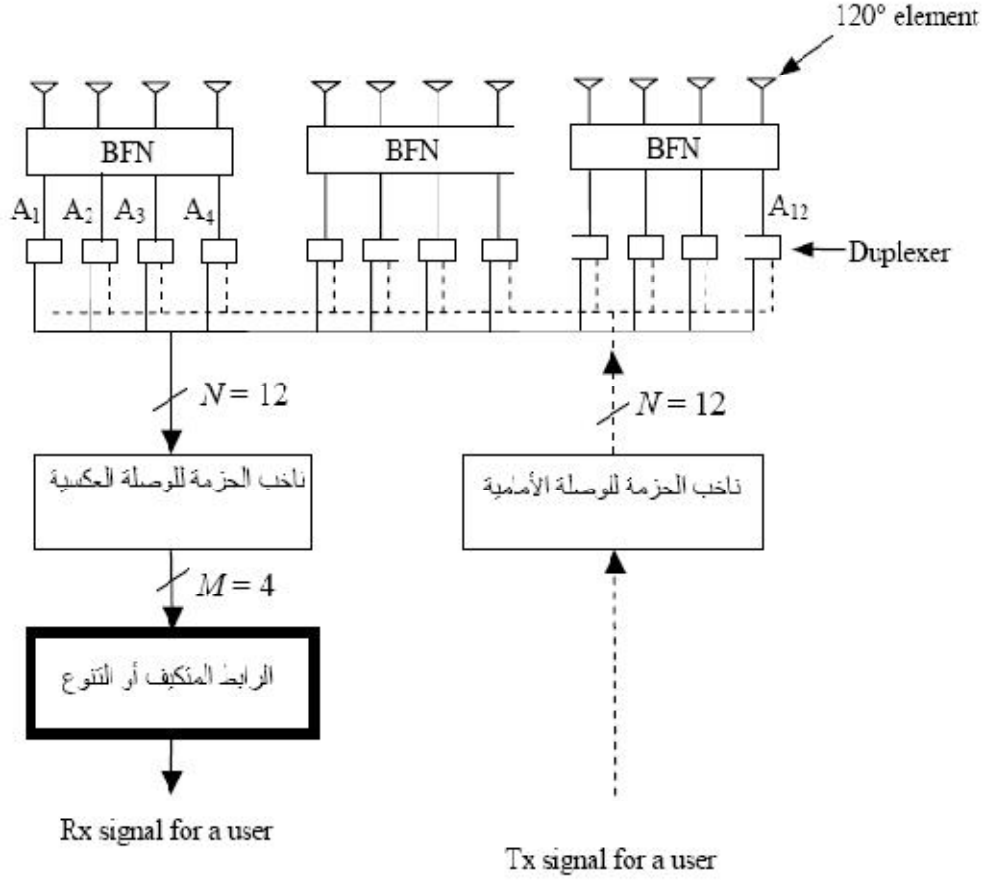 120° element
BFN
BFN
BFN
A1
A2
A3
A4
A12
Duplexer
N = 12
N = 12
ناخب الحزمة للوصلة العكسية
ناخب الحزمة للوصلة الأمامية
M = 4
الرابط المتكيف أو التنوع
Rx signal for a user
Tx signal for a user